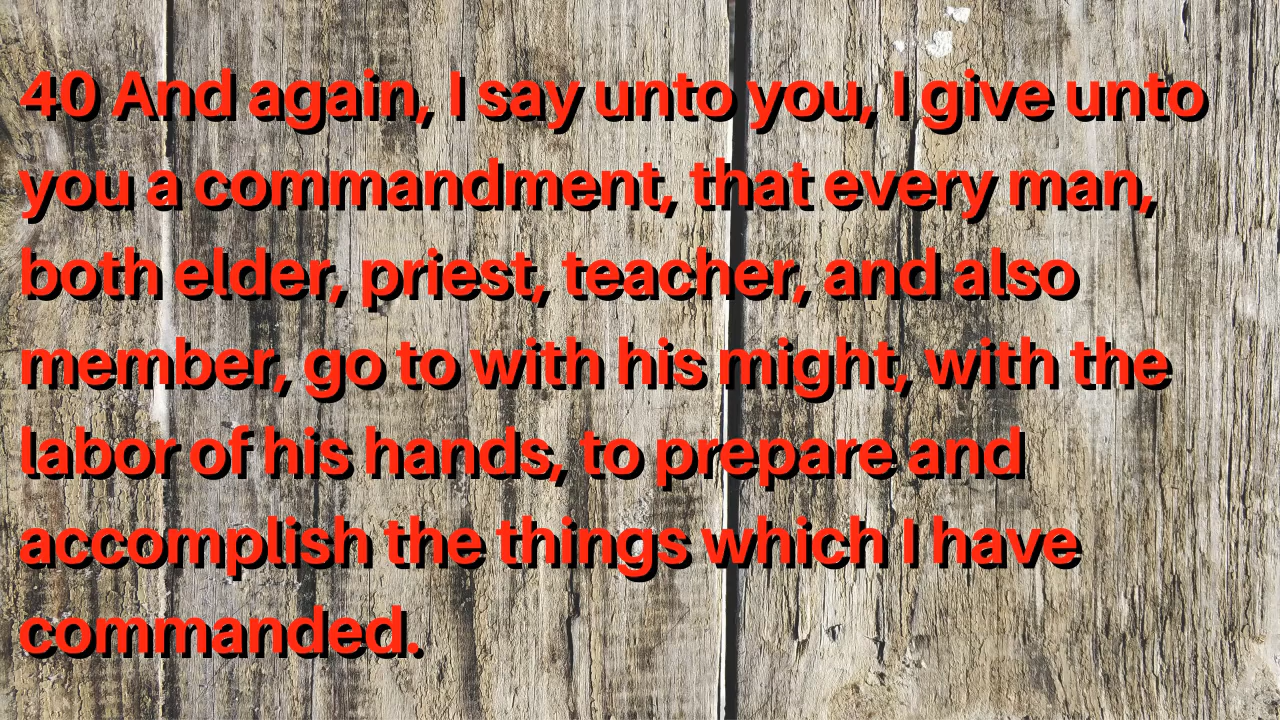 40 And again, I say unto you, I give unto
you a commandment, that every man,
both elder, priest, teacher, and also
member, go to with his might, with the
labor of his hands, to prepare and
accomplish the things which I have
commanded.